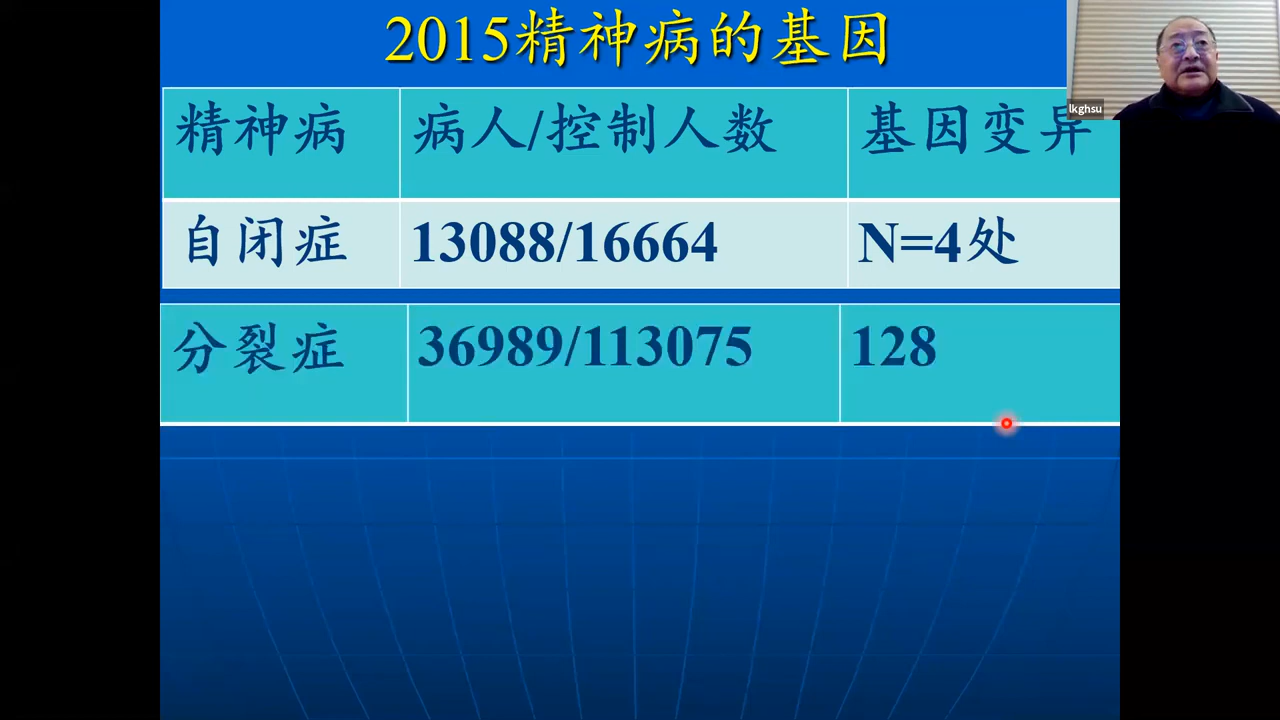 2015精神病的基因
lkghsu
精神病 病人/控制人数 基因变异
自闭症 13088/16664 N=4处
分裂症 36989/113075 128